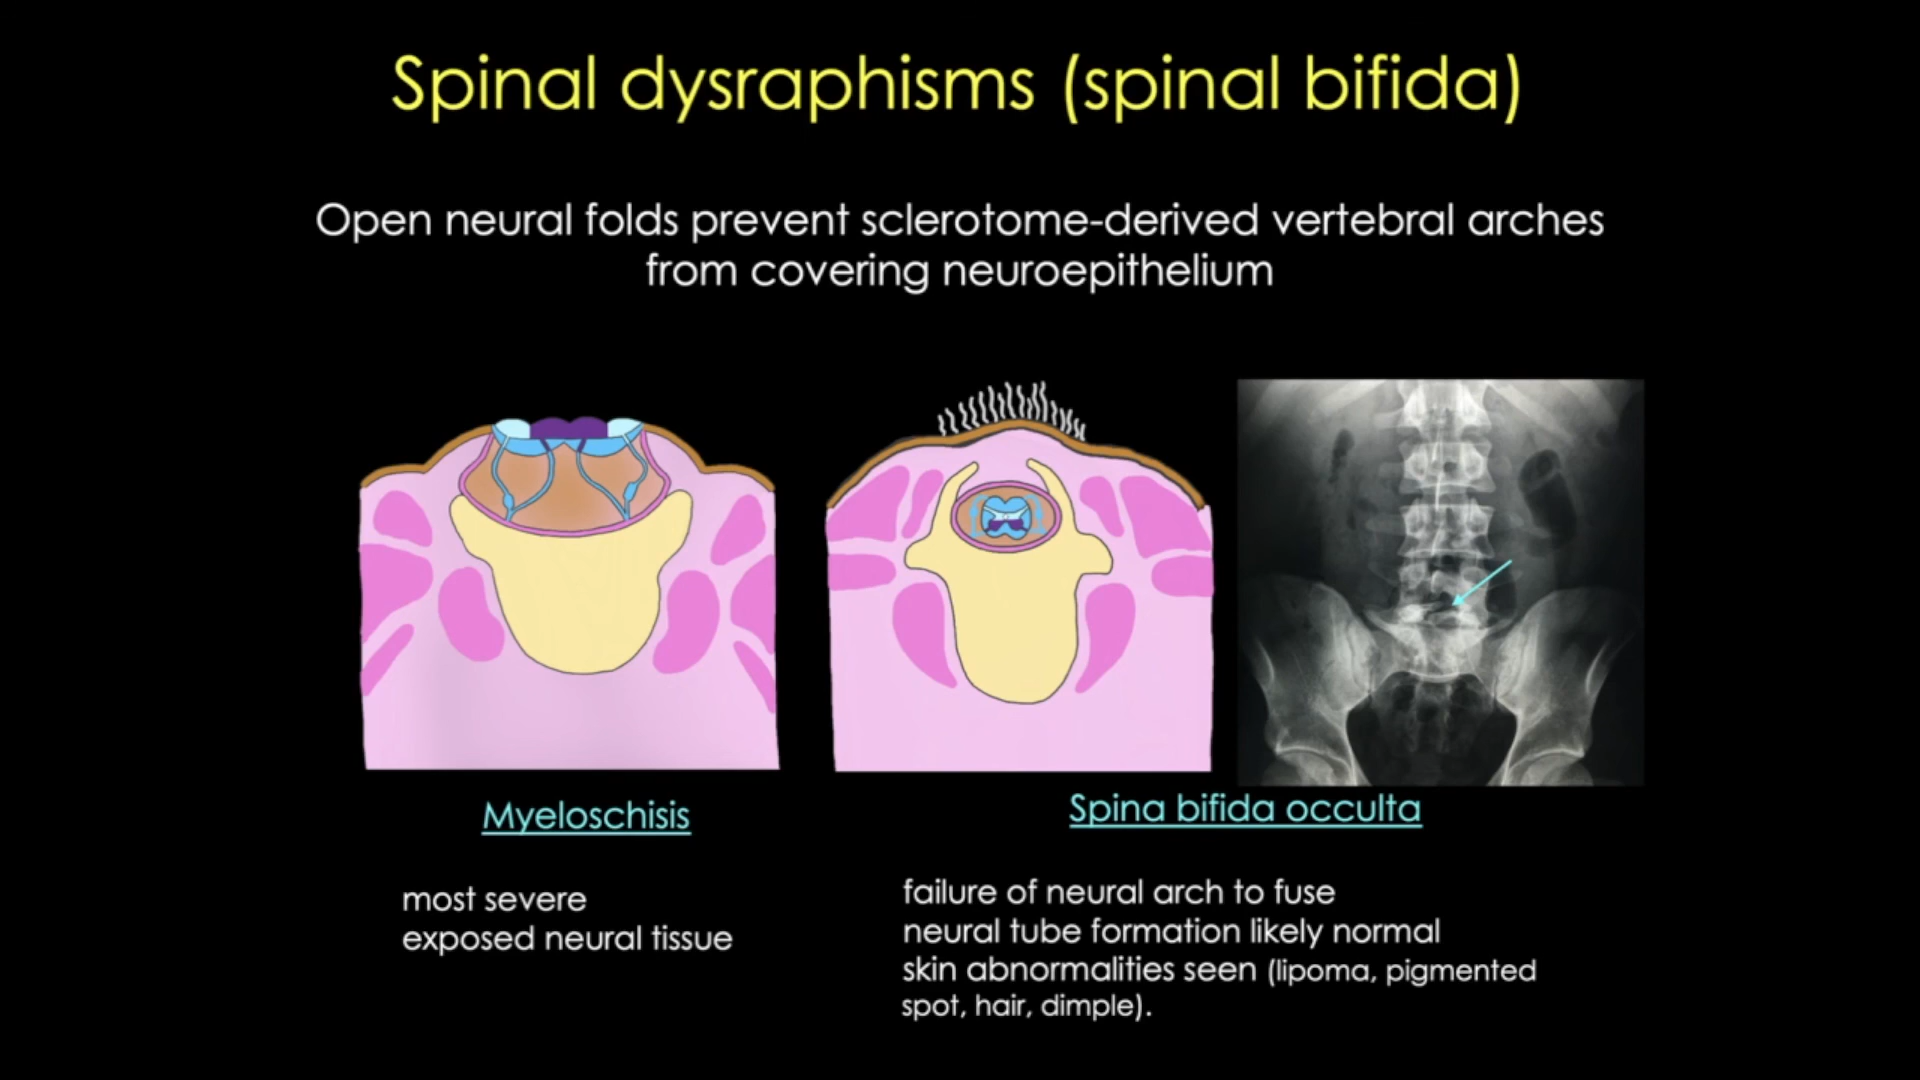 Spinal dysraphisms (spinal bifida)
Open neural folds prevent sclerotome-derived vertebral arches
from covering neuroepithelium
Myeloschisis
most severe
exposed neural tissue
Spina bifida occulta
failure of neural arch to fuse
neural tube formation likely normal
skin abnormalities seen (lipoma, pigmented
spot, hair, dimple).